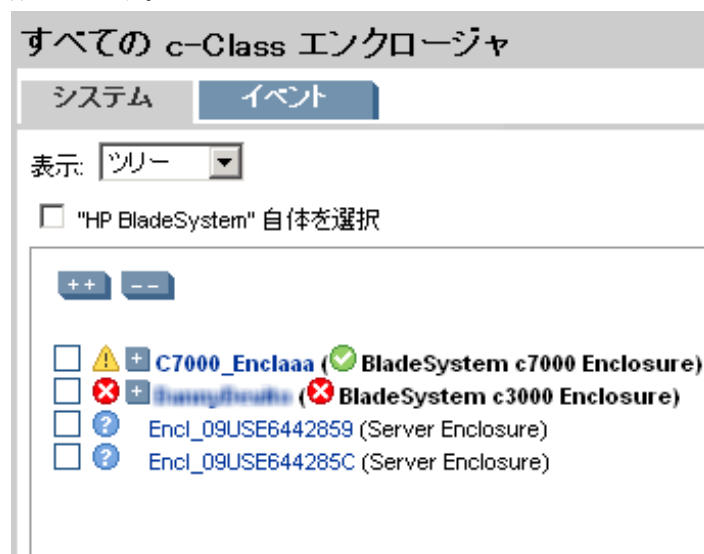 すべての c-Class エンクロージャ
システム イベント
表示: ツリー
"HP BladeSystem" 自体を選択
++ --
+ C7000_Enclaaa (BladeSystem c7000 Enclosure)
+ (BladeSystem c3000 Enclosure)
? Encl_09USE6442859 (Server Enclosure)
? Encl_09USE644285C (Server Enclosure)